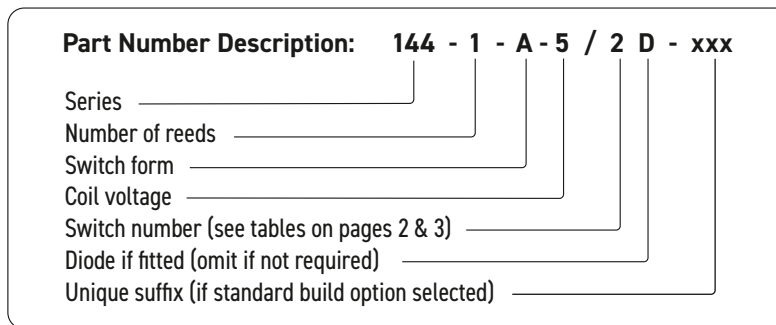 Part Number Description: 144 - 1 - A - 5 / 2 D - xxx
Series
Number of reeds
Switch form
Coil voltage
Switch number (see tables on pages 2 & 3)
Diode if fitted (omit if not required)
Unique suffix (if standard build option selected)